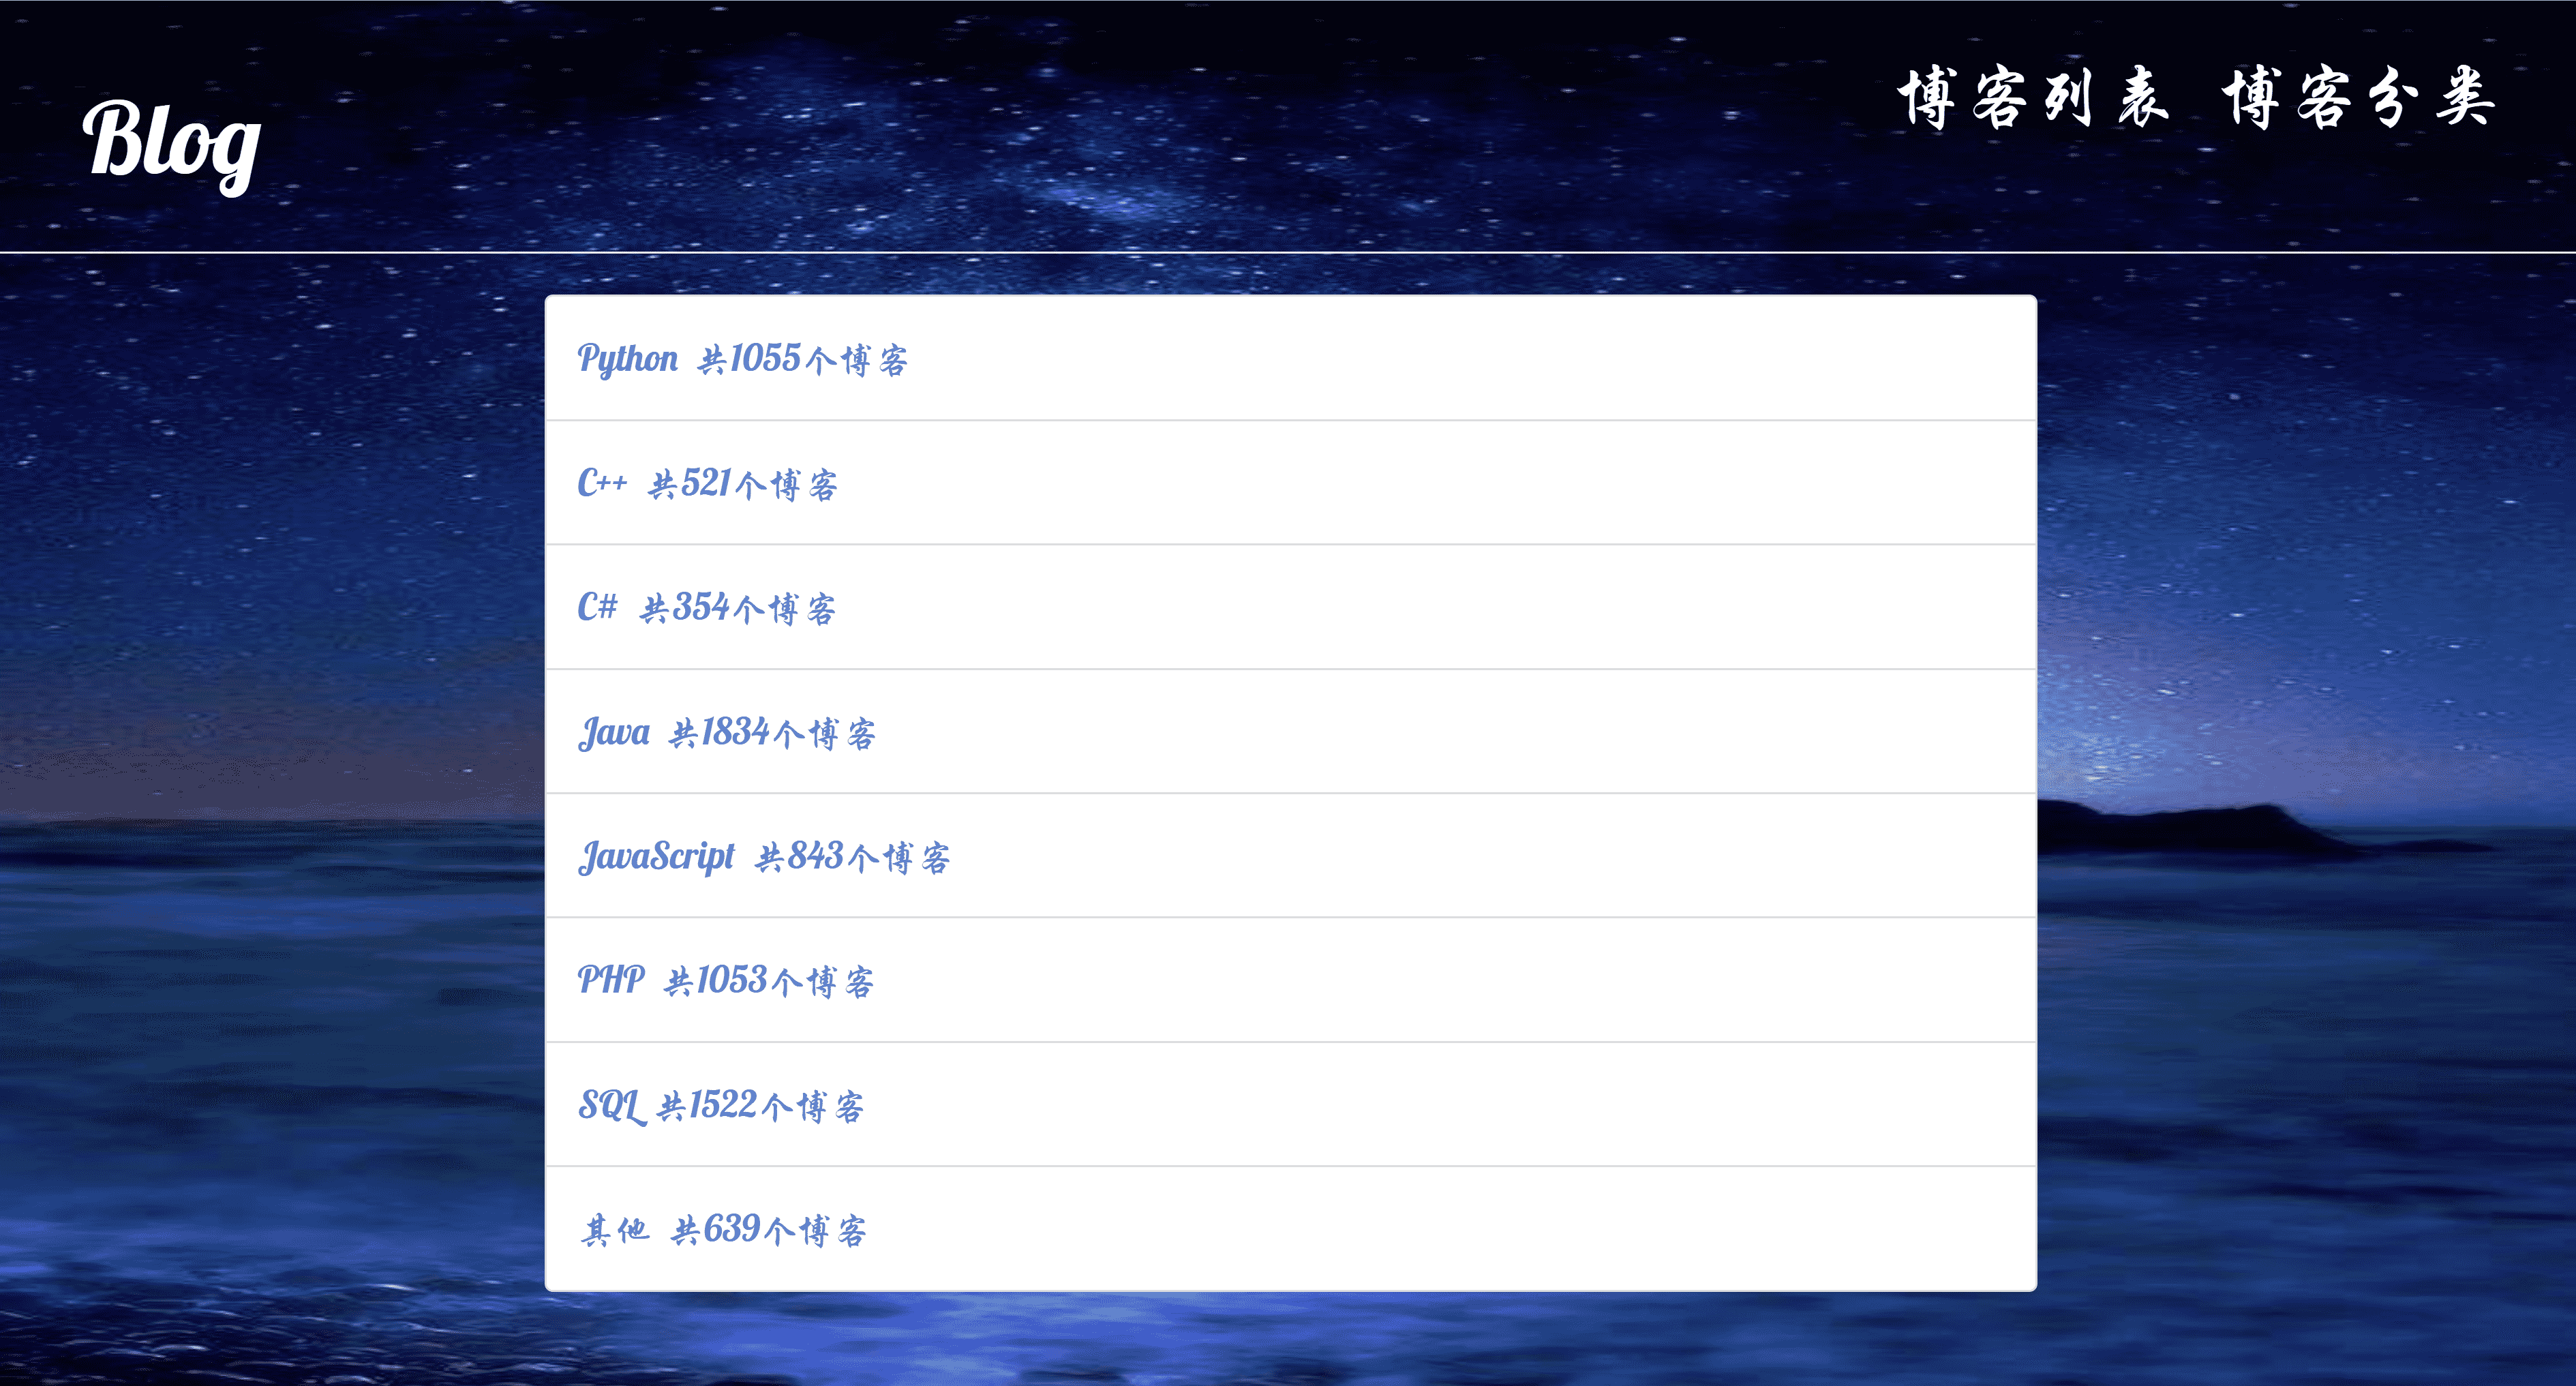 Blog
博客列表 博客分类
Python 共1055个博客
C++ 共521个博客
C# 共354个博客
Java 共1834个博客
JavaScript 共843个博客
PHP 共1053个博客
SQL 共1522个博客
其他 共639个博客